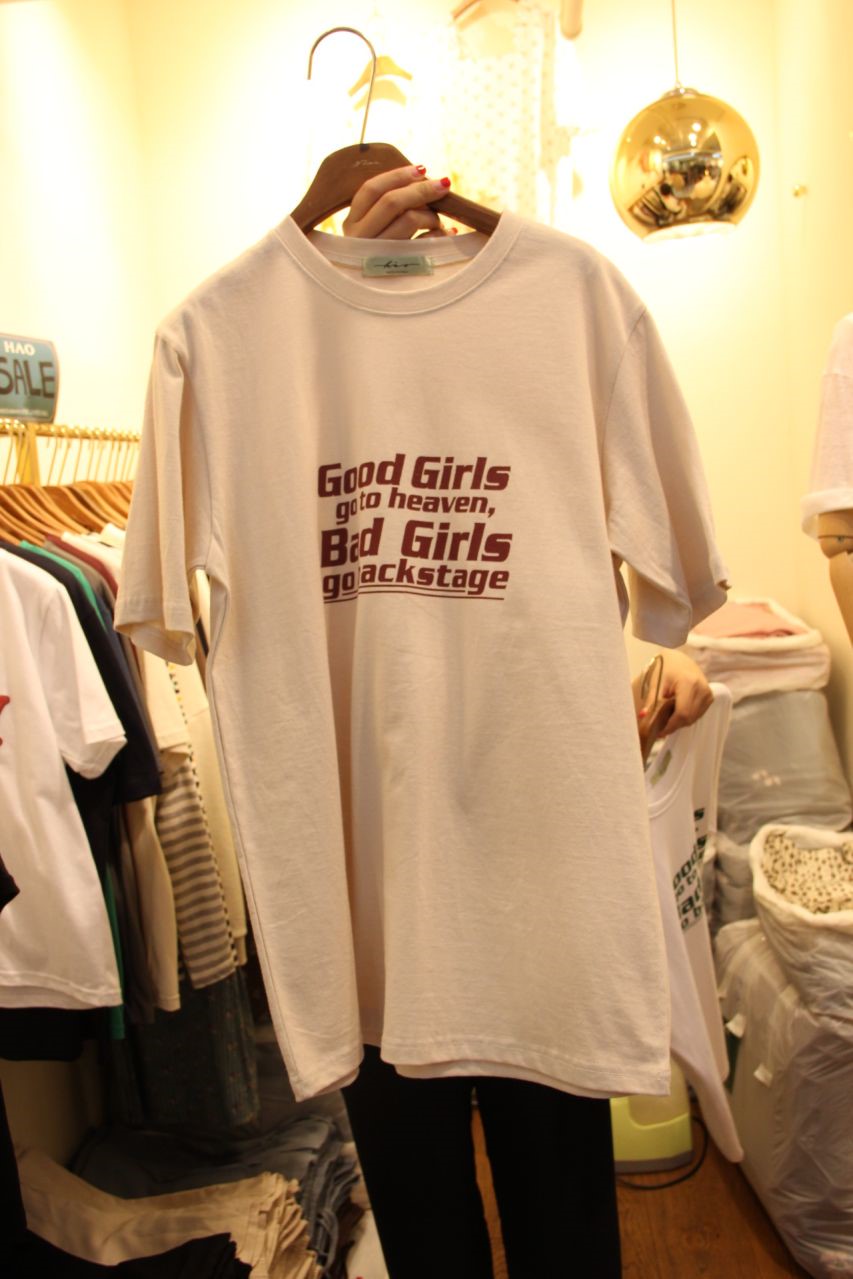 HAO
SALE
Good Girls
go to heaven,
Bad Girls
go backstage